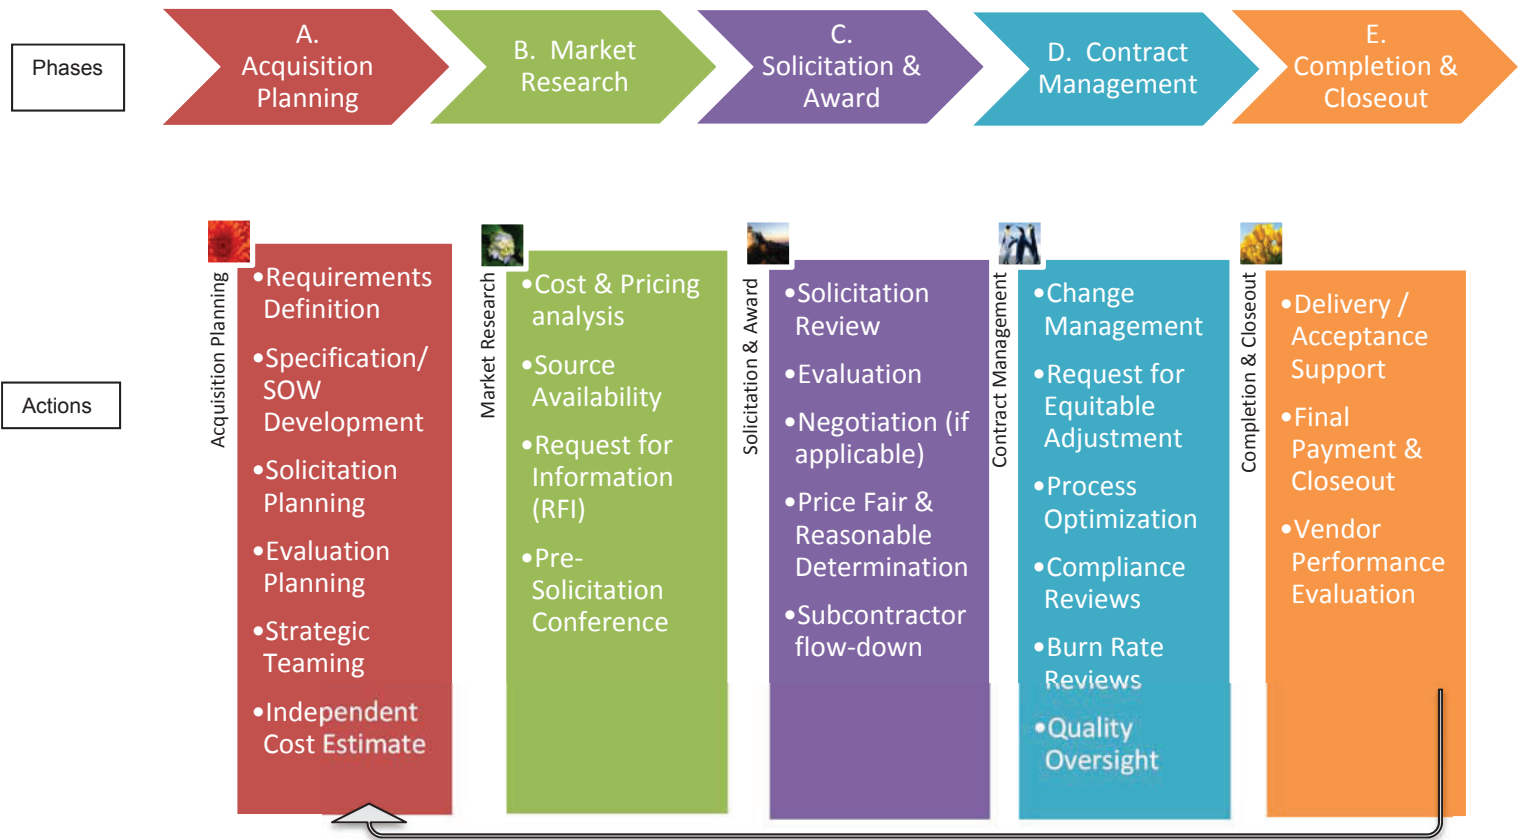 Phases
A.
Acquisition
Planning
B. Market
Research
C.
Solicitation &
Award
D. Contract
Management
E.
Completion &
Closeout
Actions
Acquisition Planning
•Requirements
Definition
•Specification/
SOW
Development
•Solicitation
Planning
•Evaluation
Planning
•Strategic
Teaming
•Independent
Cost Estimate
Market Research
•Cost & Pricing
analysis
•Source
Availability
•Request for
Information
(RFI)
•Pre-
Solicitation
Conference
Solicitation & Award
•Solicitation
Review
•Evaluation
•Negotiation (if
applicable)
•Price Fair &
Reasonable
Determination
•Subcontractor
flow-down
Contract Management
•Change
Management
•Request for
Equitable
Adjustment
•Process
Optimization
•Compliance
Reviews
•Burn Rate
Reviews
•Quality
Oversight
Completion & Closeout
•Delivery /
Acceptance
Support
•Final
Payment &
Closeout
•Vendor
Performance
Evaluation